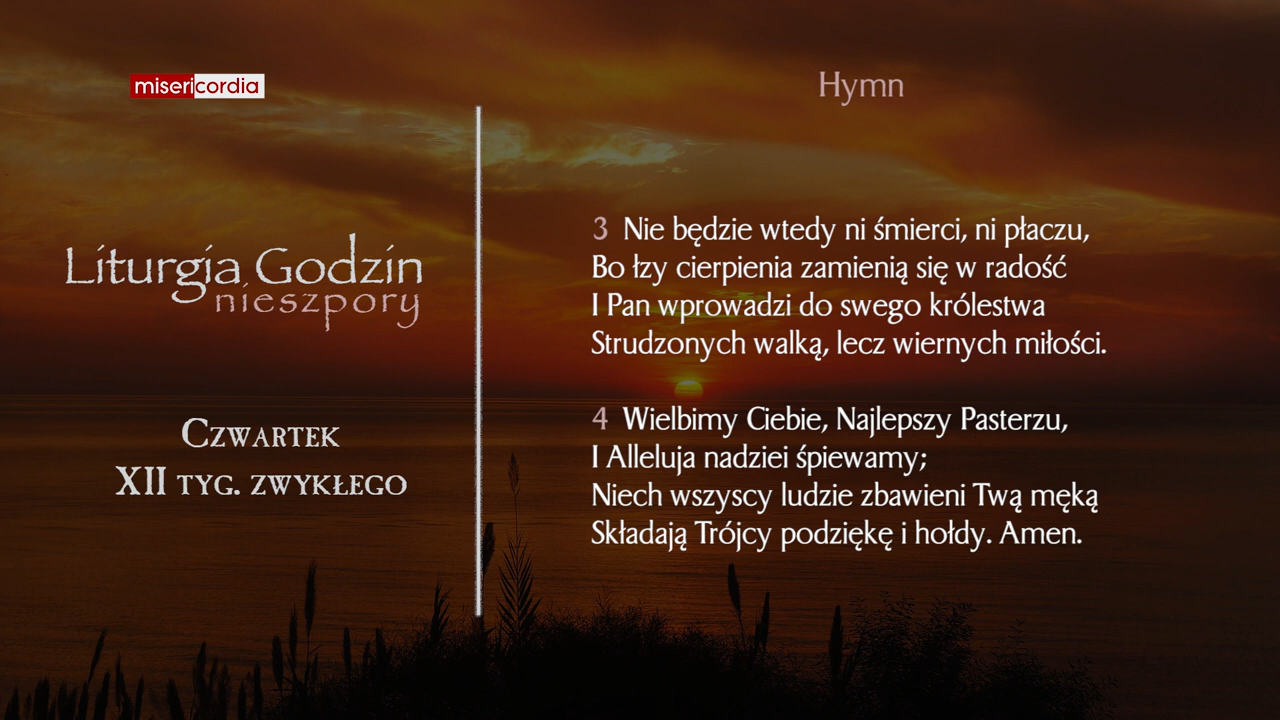 misericordia
Liturgia Godzin
nieszpory
Czwartek
XII tyg. zwykłego
Hymn
3 Nie będzie wtedy ni śmierci, ni płaczu,
Bo łzy cierpienia zamienią się w radość
I Pan wprowadzi do swego królestwa
Strudzonych walką, lecz wiernych miłości.
4 Wielbimy Ciebie, Najlepszy Pasterzu,
I Alleluja nadziei śpiewamy;
Niech wszyscy ludzie zbawieni Twą męką
Składają Trójcy podziękę i hołdy. Amen.